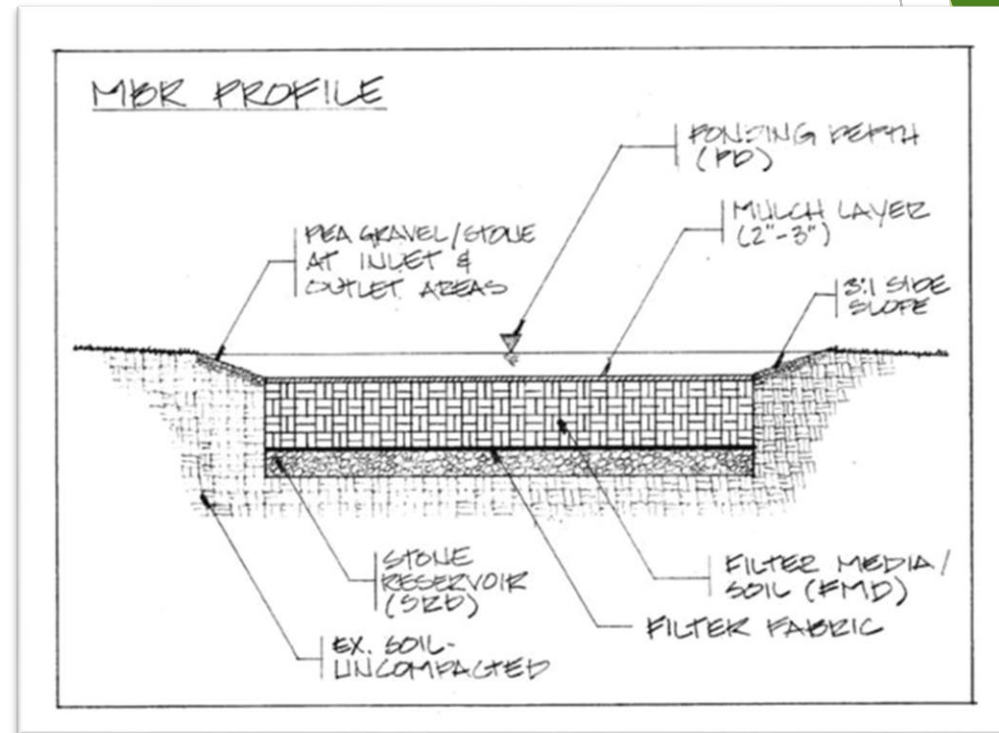 MBR PROFILE
PONDING DEPTH
(PD)
MULCH LAYER
(2"-3")
PEA GRAVEL/STONE
AT INLET &
OUTLET AREAS
3:1 SIDE
SLOPE
STONE
RESERVOIR
(SRD)
FILTER MEDIA/
SOIL (FMD)
FILTER FABRIC
EX. SOIL-
UNCOMPACTED